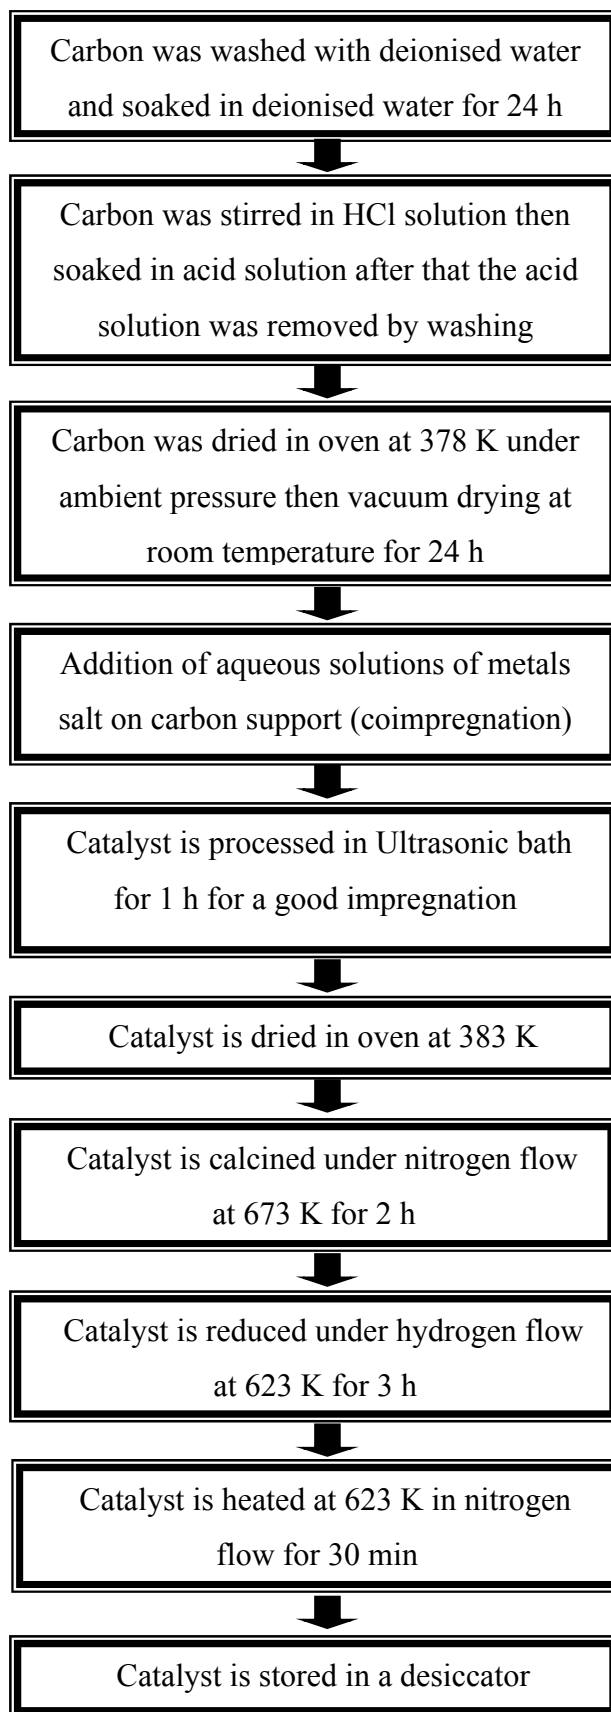 Carbon was washed with deionised water
and soaked in deionised water for 24 h
Carbon was stirred in HCl solution then
soaked in acid solution after that the acid
solution was removed by washing
Carbon was dried in oven at 378 K under
ambient pressure then vacuum drying at
room temperature for 24 h
Addition of aqueous solutions of metals
salt on carbon support (coimpregnation)
Catalyst is processed in Ultrasonic bath
for 1 h for a good impregnation
Catalyst is dried in oven at 383 K
Catalyst is calcined under nitrogen flow
at 673 K for 2 h
Catalyst is reduced under hydrogen flow
at 623 K for 3 h
Catalyst is heated at 623 K in nitrogen
flow for 30 min
Catalyst is stored in a desiccator